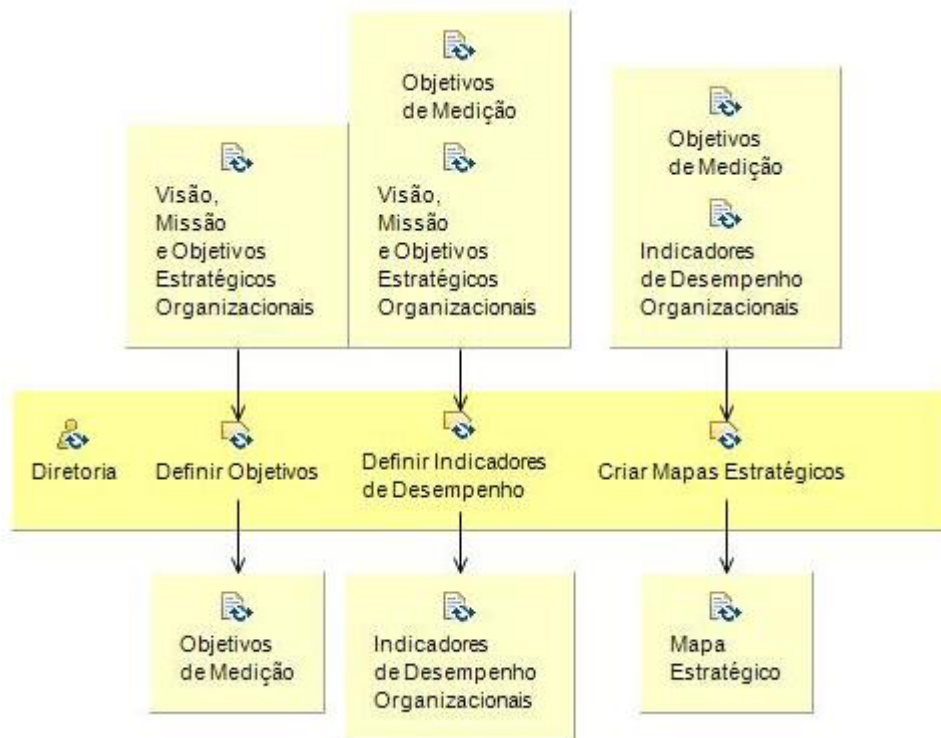 Visão,
Missão
e Objetivos
Estratégicos
Organizacionais
Objetivos
de Medição
Visão,
Missão
e Objetivos
Estratégicos
Organizacionais
Objetivos
de Medição
Indicadores
de Desempenho
Organizacionais
Diretoria
Definir Objetivos
Definir Indicadores
de Desempenho
Criar Mapas Estratégicos
Objetivos
de Medição
Indicadores
de Desempenho
Organizacionais
Mapa
Estratégico